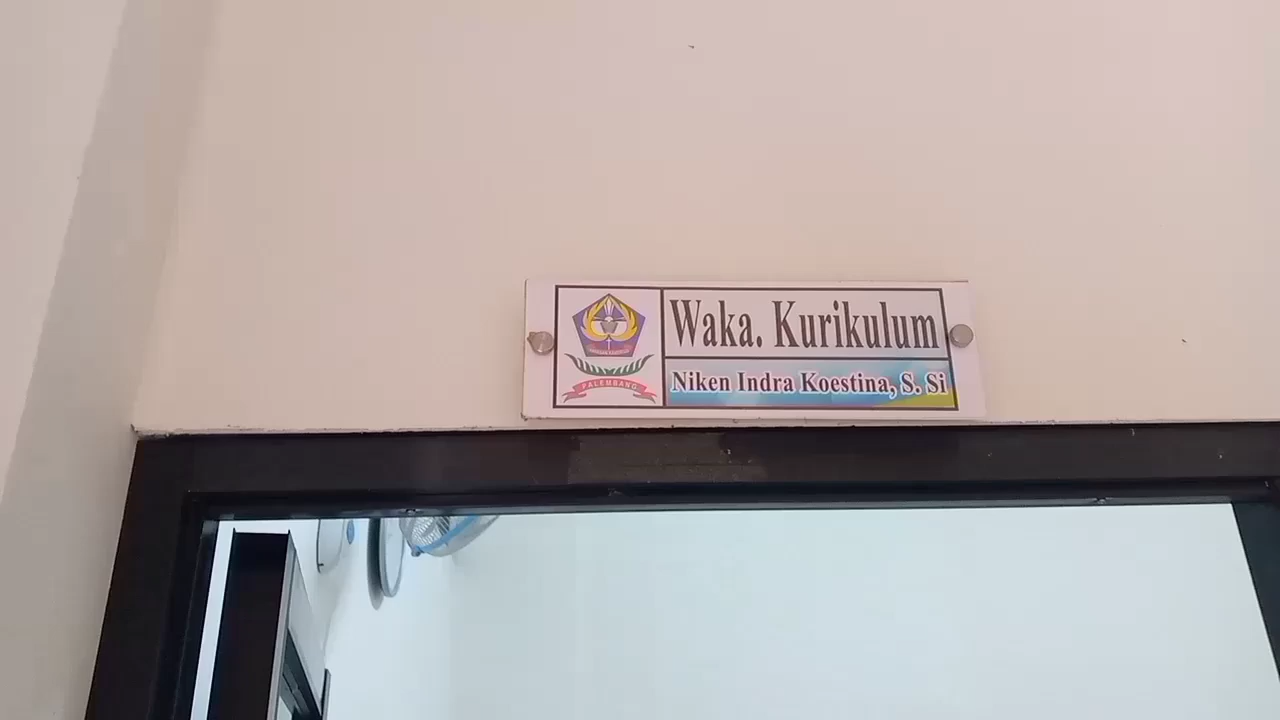 Waka. Kurikulum
Niken Indra Koestina, S. Si
PALEMBANG